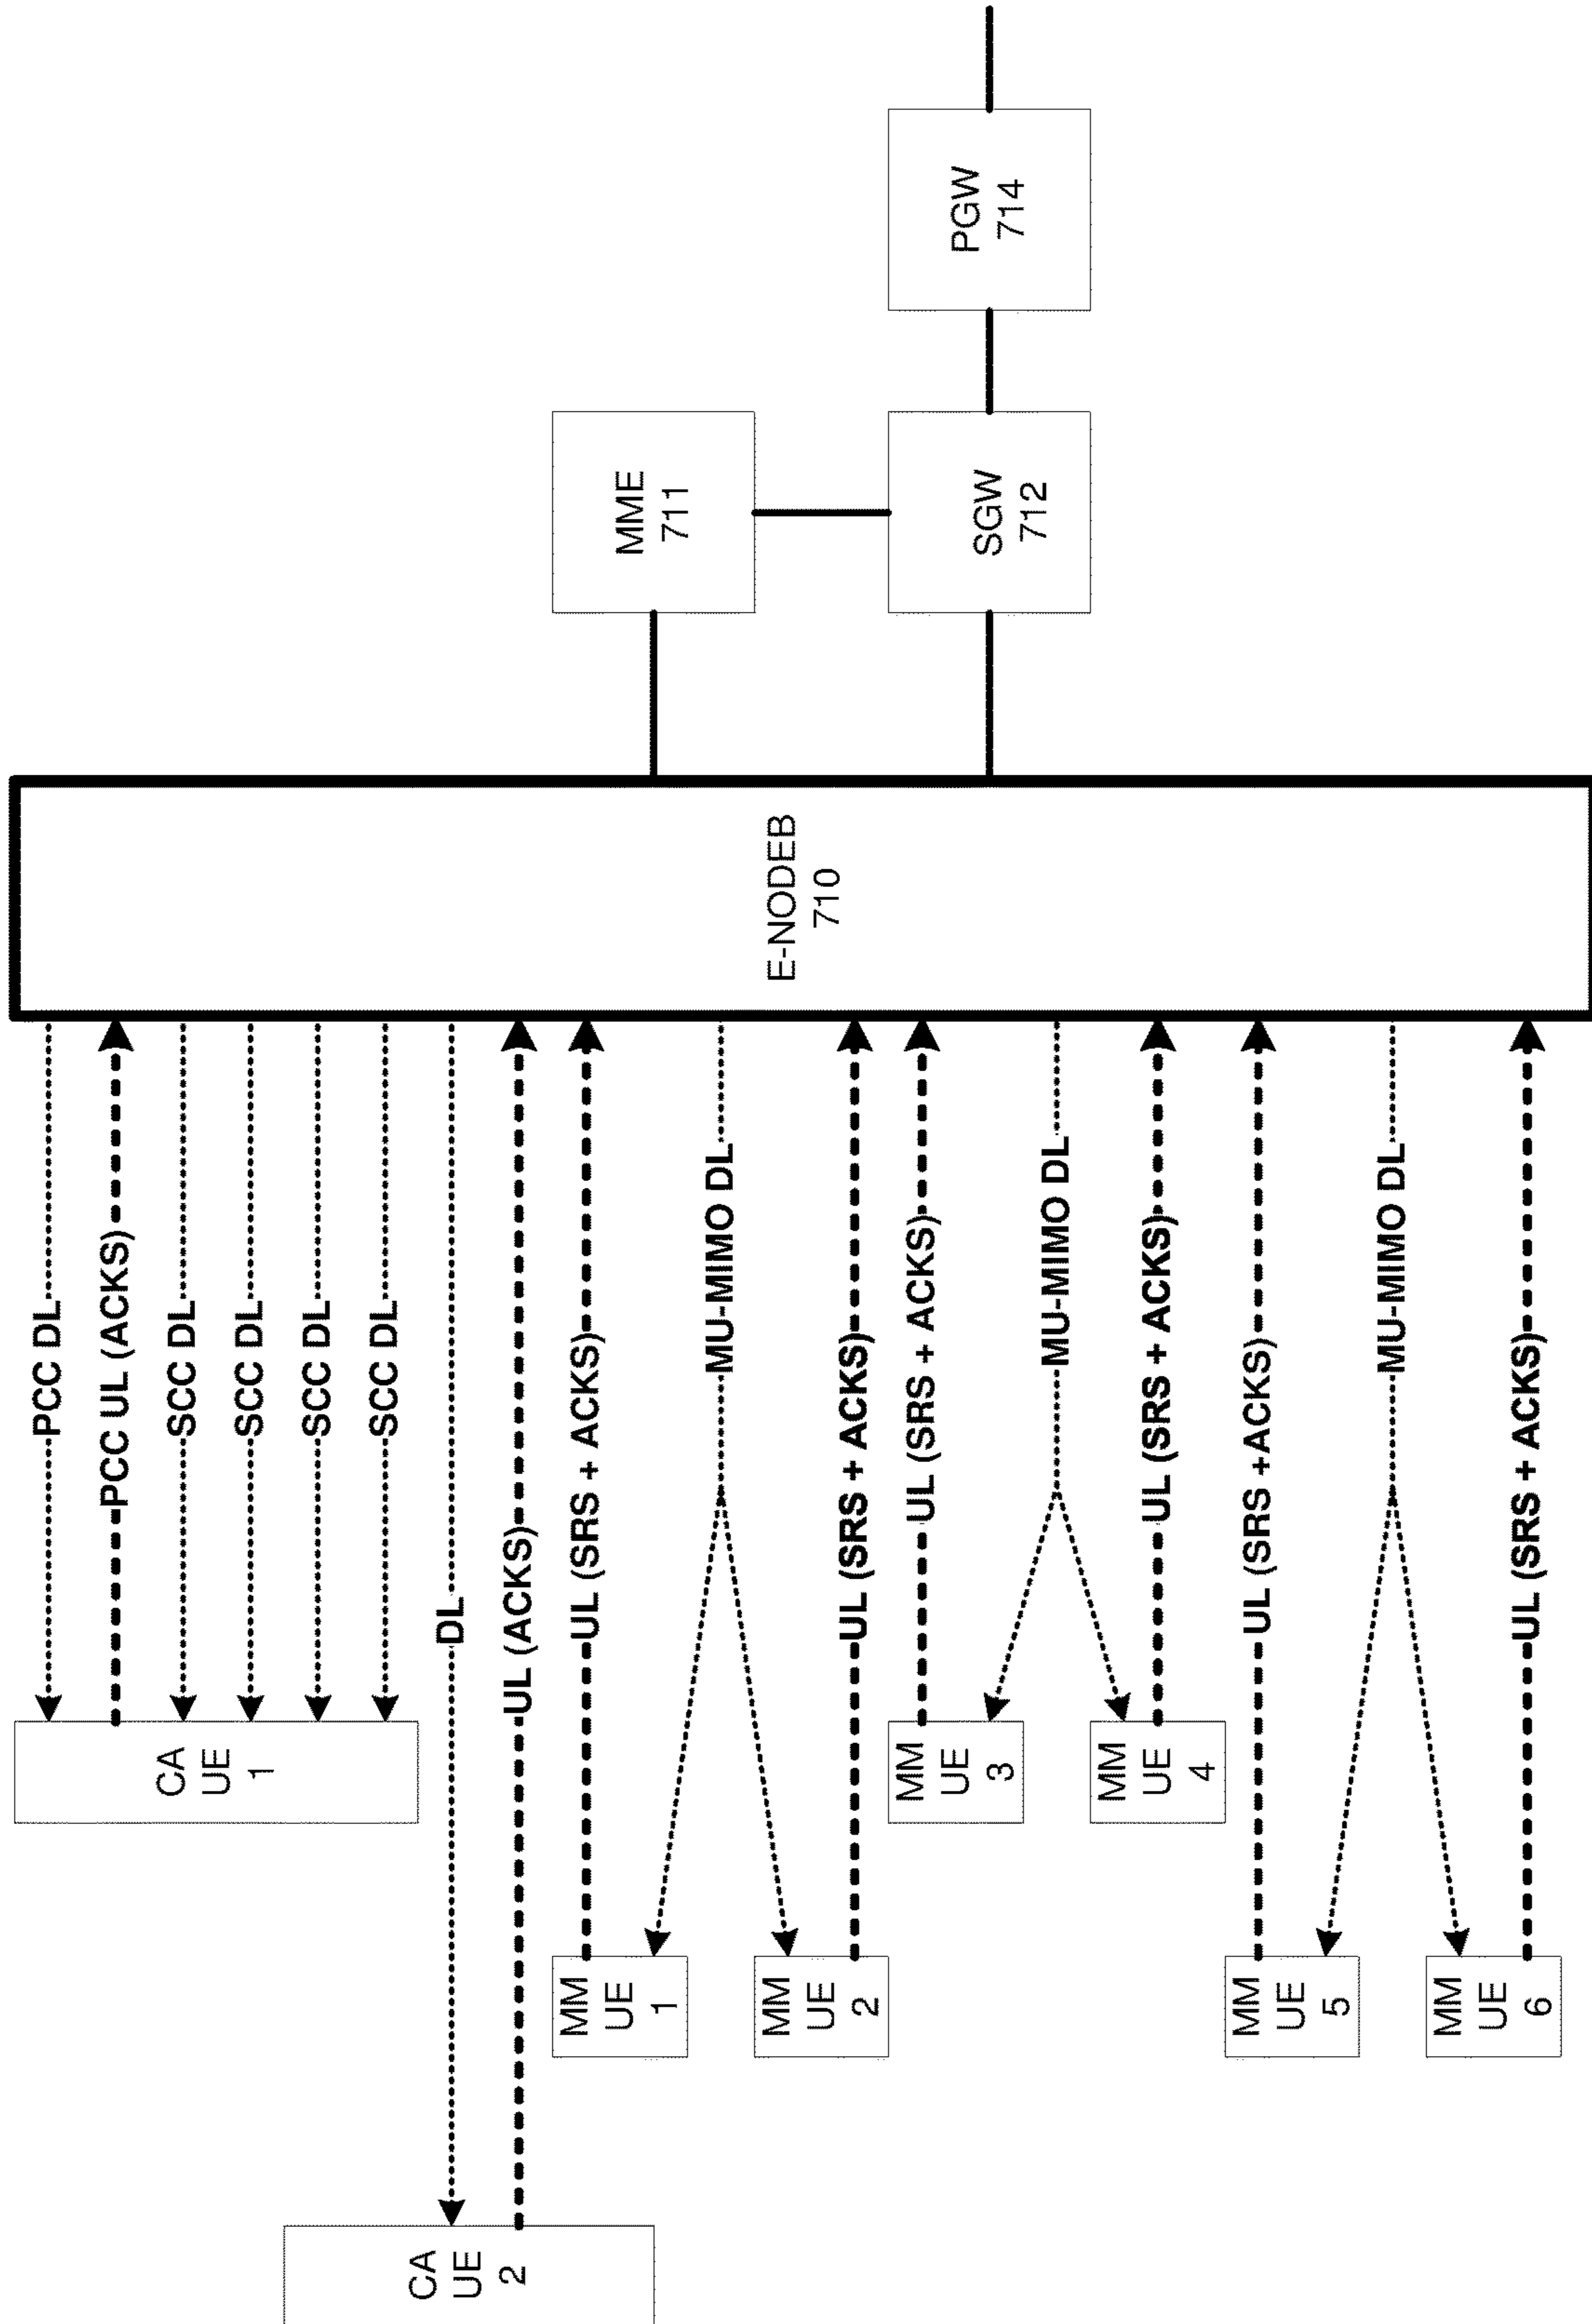 PCC DL
PCC UL (ACKS)
CA
UE
1
SCC DL
SCC DL
SCC DL
SCC DL
CA
UE
2
DL
UL (ACKS)
MM
UE
1
UL (SRS + ACKS)
MU-MIMO DL
MM
UE
2
UL (SRS + ACKS)
MM
UE
3
UL (SRS + ACKS)
MU-MIMO DL
MM
UE
4
UL (SRS + ACKS)
MM
UE
5
UL (SRS +ACKS)
MU-MIMO DL
MM
UE
6
UL (SRS + ACKS)
E-NODEB
710
MME
711
SGW
712
PGW
714